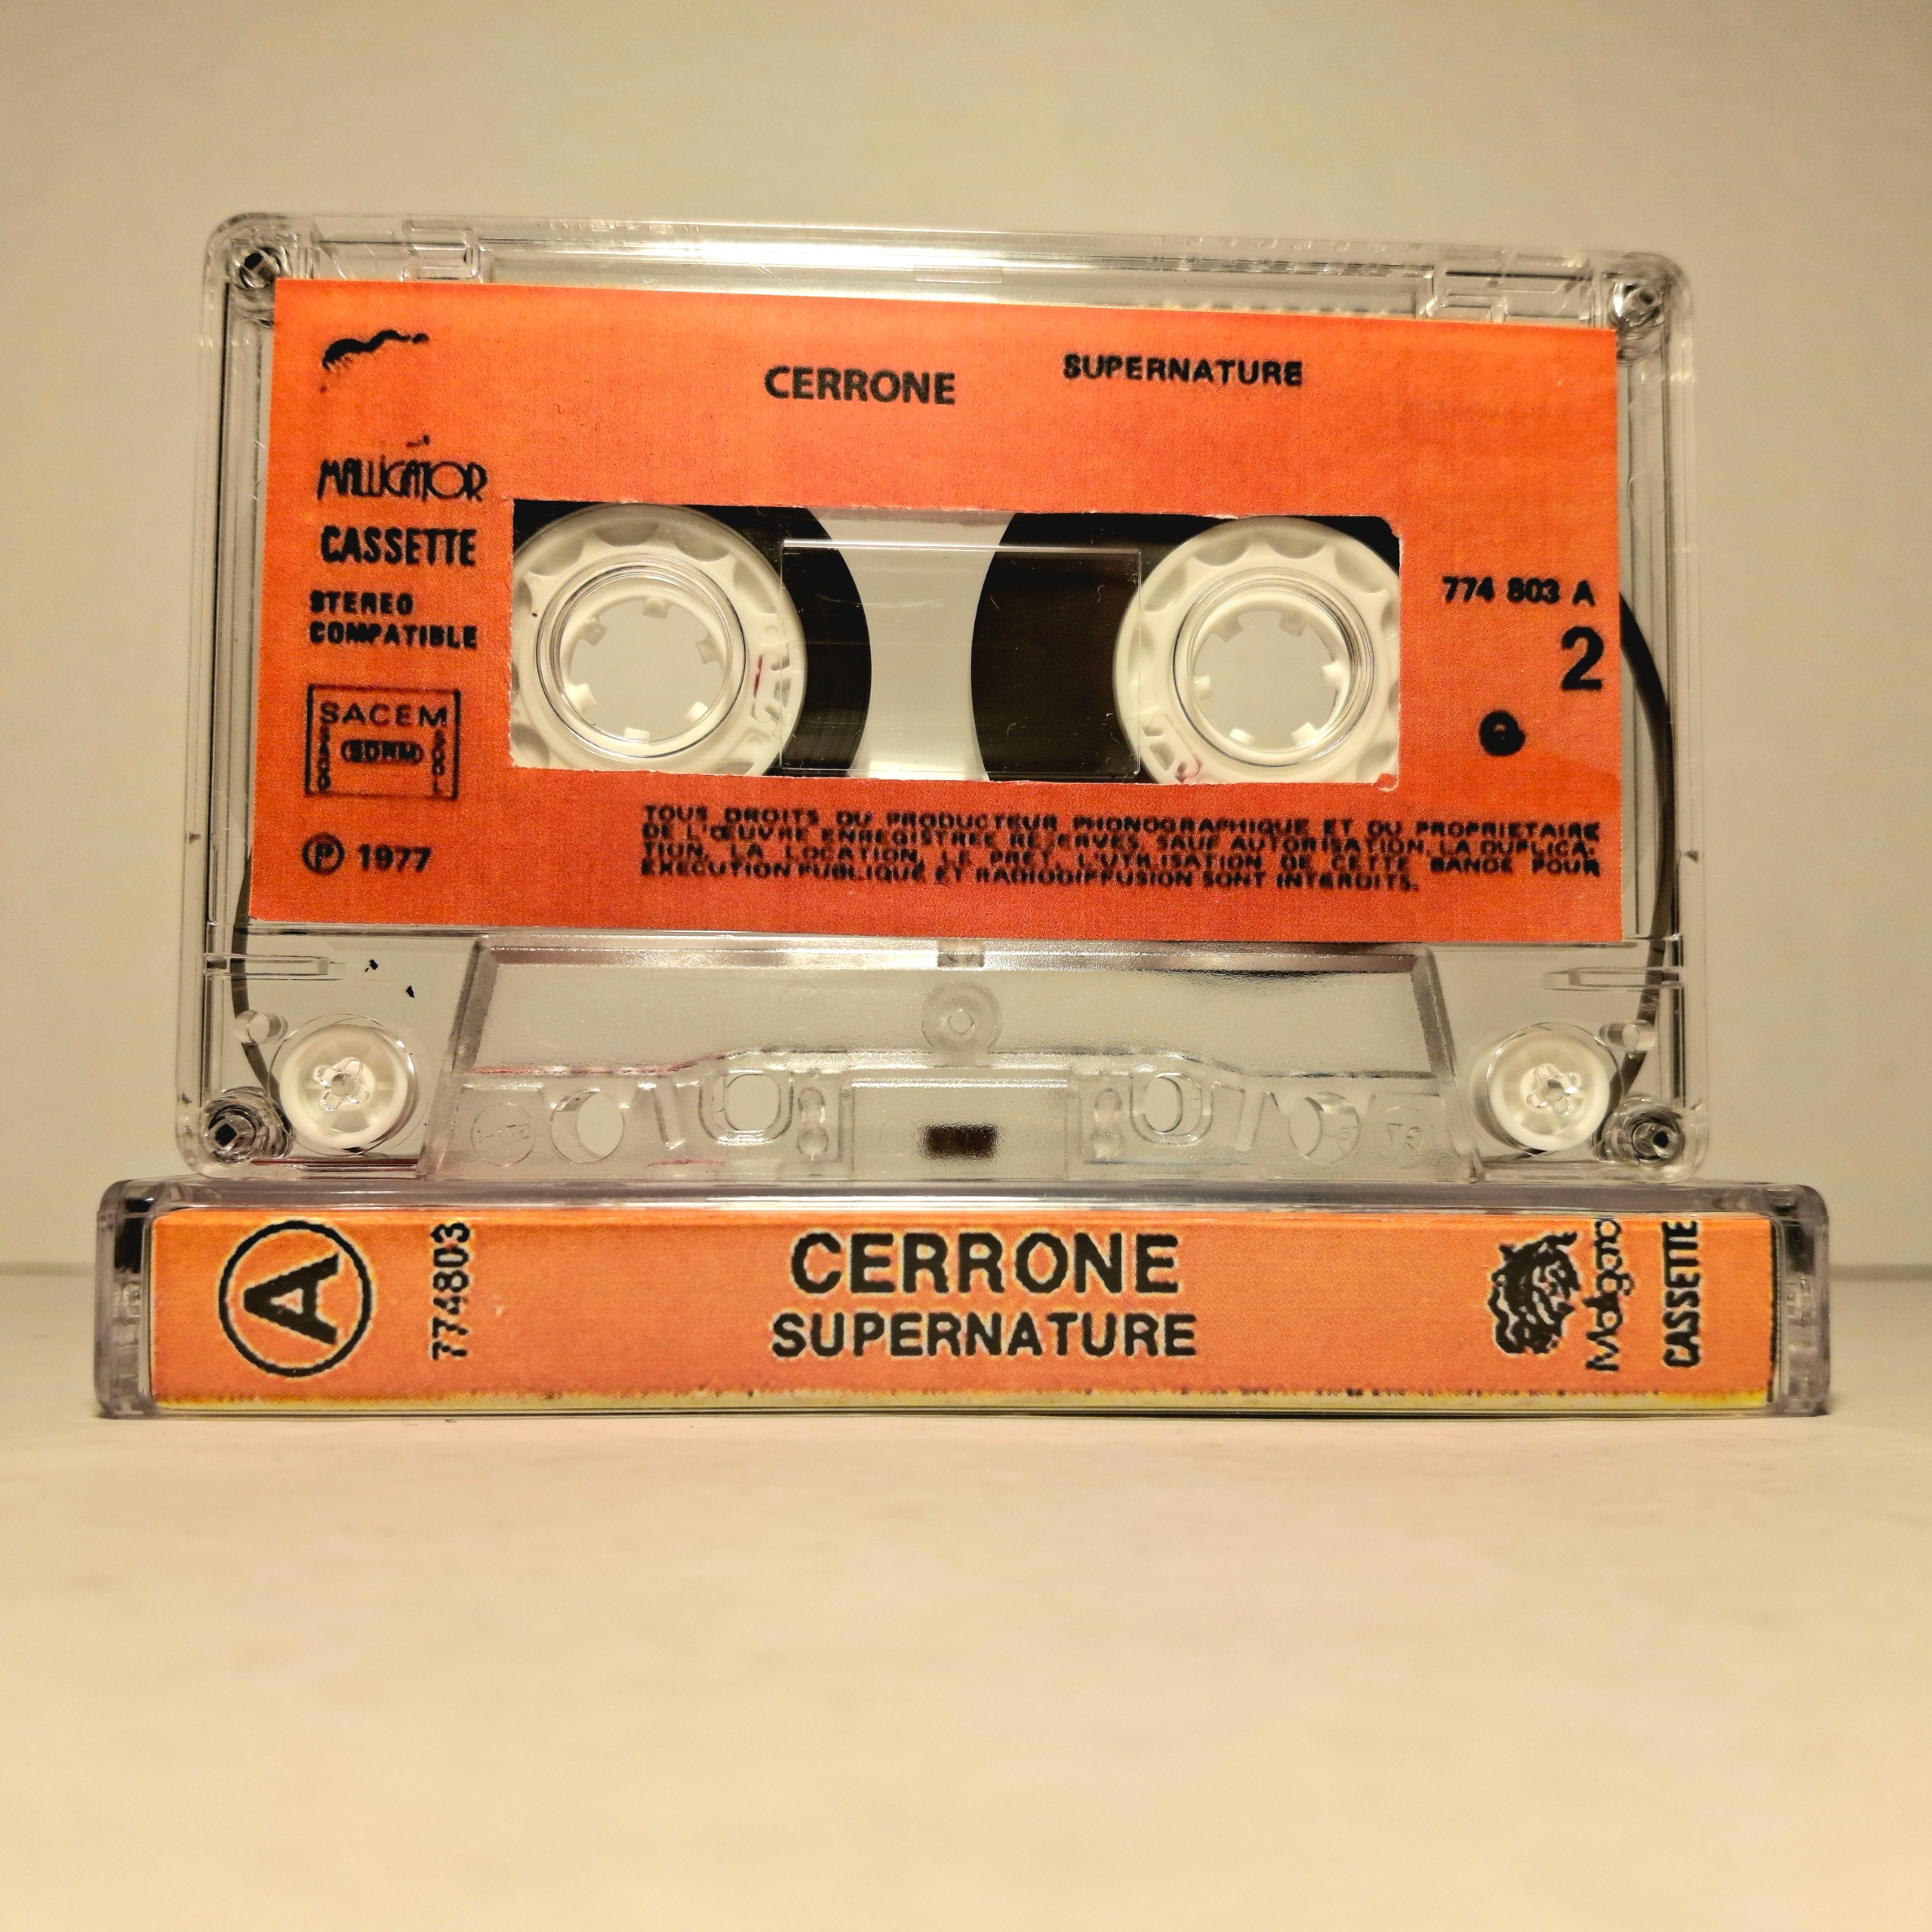 CERRONE
SUPERNATURE
MALLIGATOR
CASSETTE
STEREO
COMPATIBLE
774 803 A
2
SACEM
SDRM
SACD
SGDL
Ⓟ 1977
TOUS DROITS DU PRODUCTEUR PHONOGRAPHIQUE ET DU PROPRIETAIRE
DE L'ŒUVRE ENREGISTREE RESERVES. SAUF AUTORISATION, LA DUPLICA-
TION, LA LOCATION, LE PRET, L'UTILISATION DE CETTE BANDE POUR
EXECUTION PUBLIQUE ET RADIODIFFUSION SONT INTERDITS.
A
774803
CERRONE
SUPERNATURE
Malligator
CASSETTE